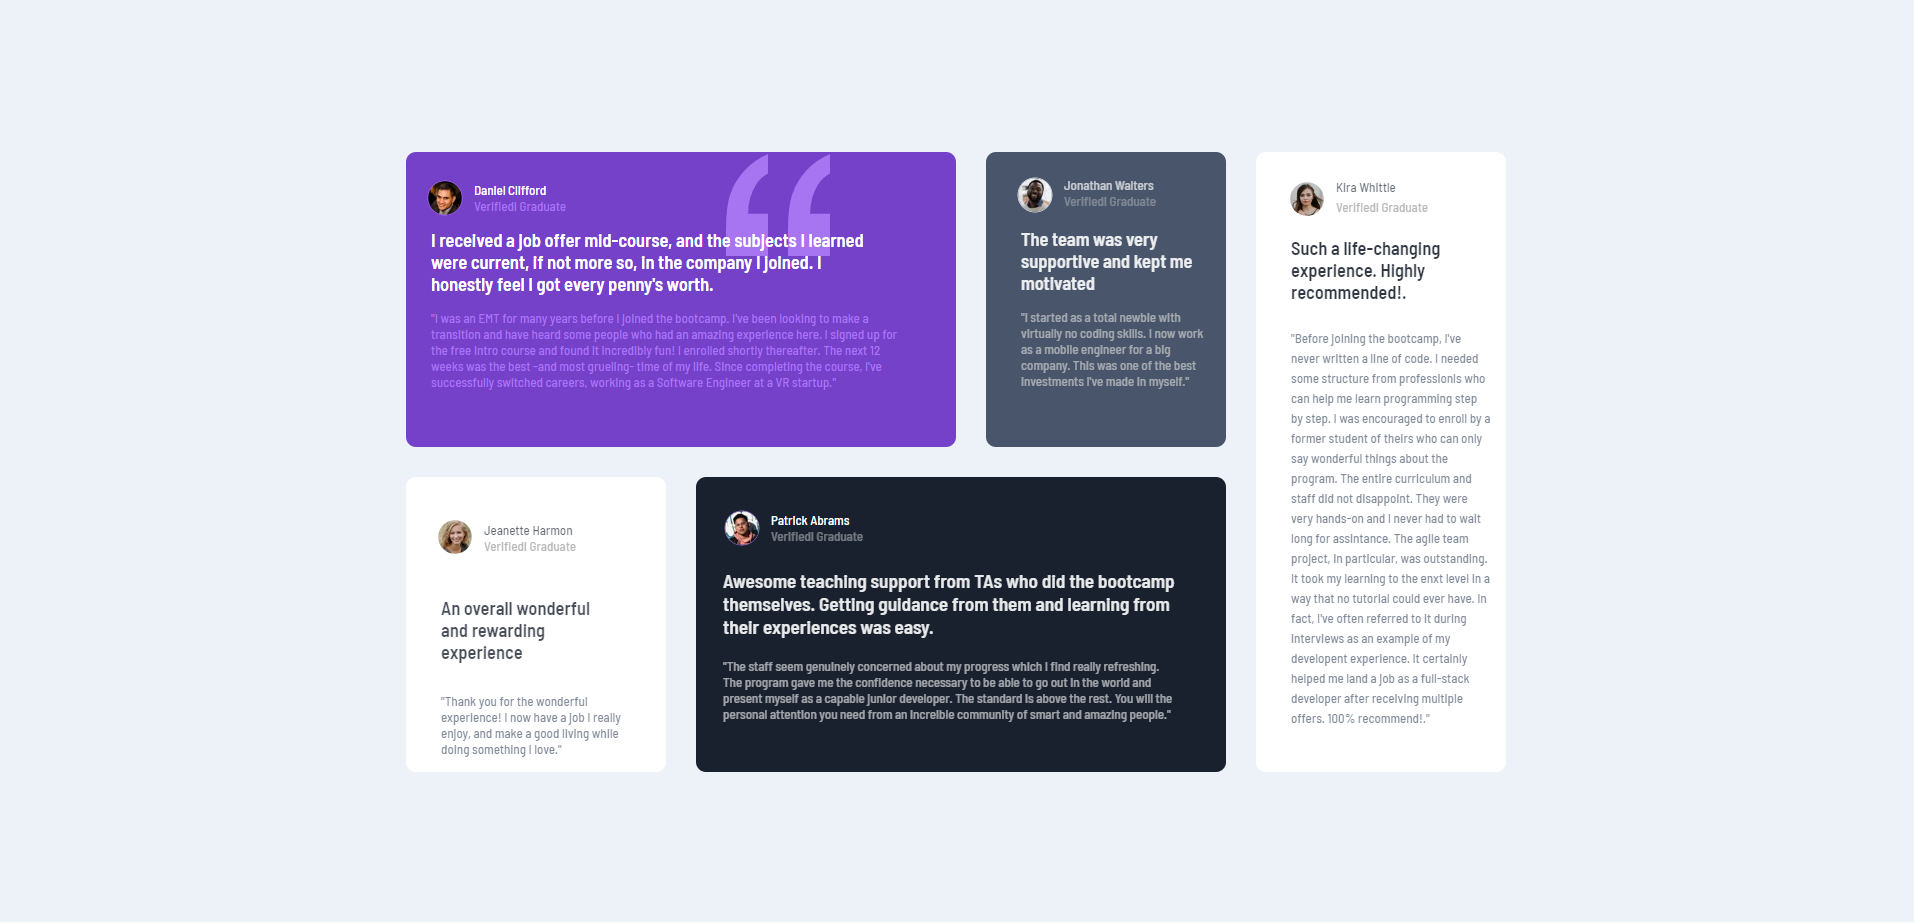 Daniel Clifford
Verifiedl Graduate
I received a job offer mid-course, and the subjects I learned
were current, if not more so, in the company I joined. I
honestly feel I got every penny's worth.
"I was an EMT for many years before I joined the bootcamp. I've been looking to make a
transition and have heard some people who had an amazing experience here. I signed up for
the free intro course and found it incredibly fun! I enrolled shortly thereafter. The next 12
weeks was the best -and most grueling- time of my life. Since completing the course, I've
successfully switched careers, working as a Software Engineer at a VR startup."
Jonathan Walters
Verifiedl Graduate
The team was very
supportive and kept me
motivated
"I started as a total newbie with
virtually no coding skills. I now work
as a mobile engineer for a big
company. This was one of the best
investments I've made in myself."
Kira Whittle
Verifiedl Graduate
Such a life-changing
experience. Highly
recommended!.
"Before joining the bootcamp, I've
never written a line of code. I needed
some structure from professionls who
can help me learn programming step
by step. I was encouraged to enroll by a
former student of theirs who can only
say wonderful things about the
program. The entire curriculum and
staff did not disappoint. They were
very hands-on and I never had to wait
long for assintance. The agile team
project, in particular, was outstanding.
It took my learning to the enxt level in a
way that no tutorial could ever have. In
fact, I've often referred to it during
interviews as an example of my
developent experience. It certainly
helped me land a job as a full-stack
developer after receiving multiple
offers. 100% recommend!."
Jeanette Harmon
Verifiedl Graduate
An overall wonderful
and rewarding
experience
"Thank you for the wonderful
experience! I now have a job I really
enjoy, and make a good living while
doing something I love."
Patrick Abrams
Verifiedl Graduate
Awesome teaching support from TAs who did the bootcamp
themselves. Getting guidance from them and learning from
their experiences was easy.
"The staff seem genuinely concerned about my progress which I find really refreshing.
The program gave me the confidence necessary to be able to go out in the world and
present myself as a capable junior developer. The standard is above the rest. You will the
personal attention you need from an increible community of smart and amazing people."